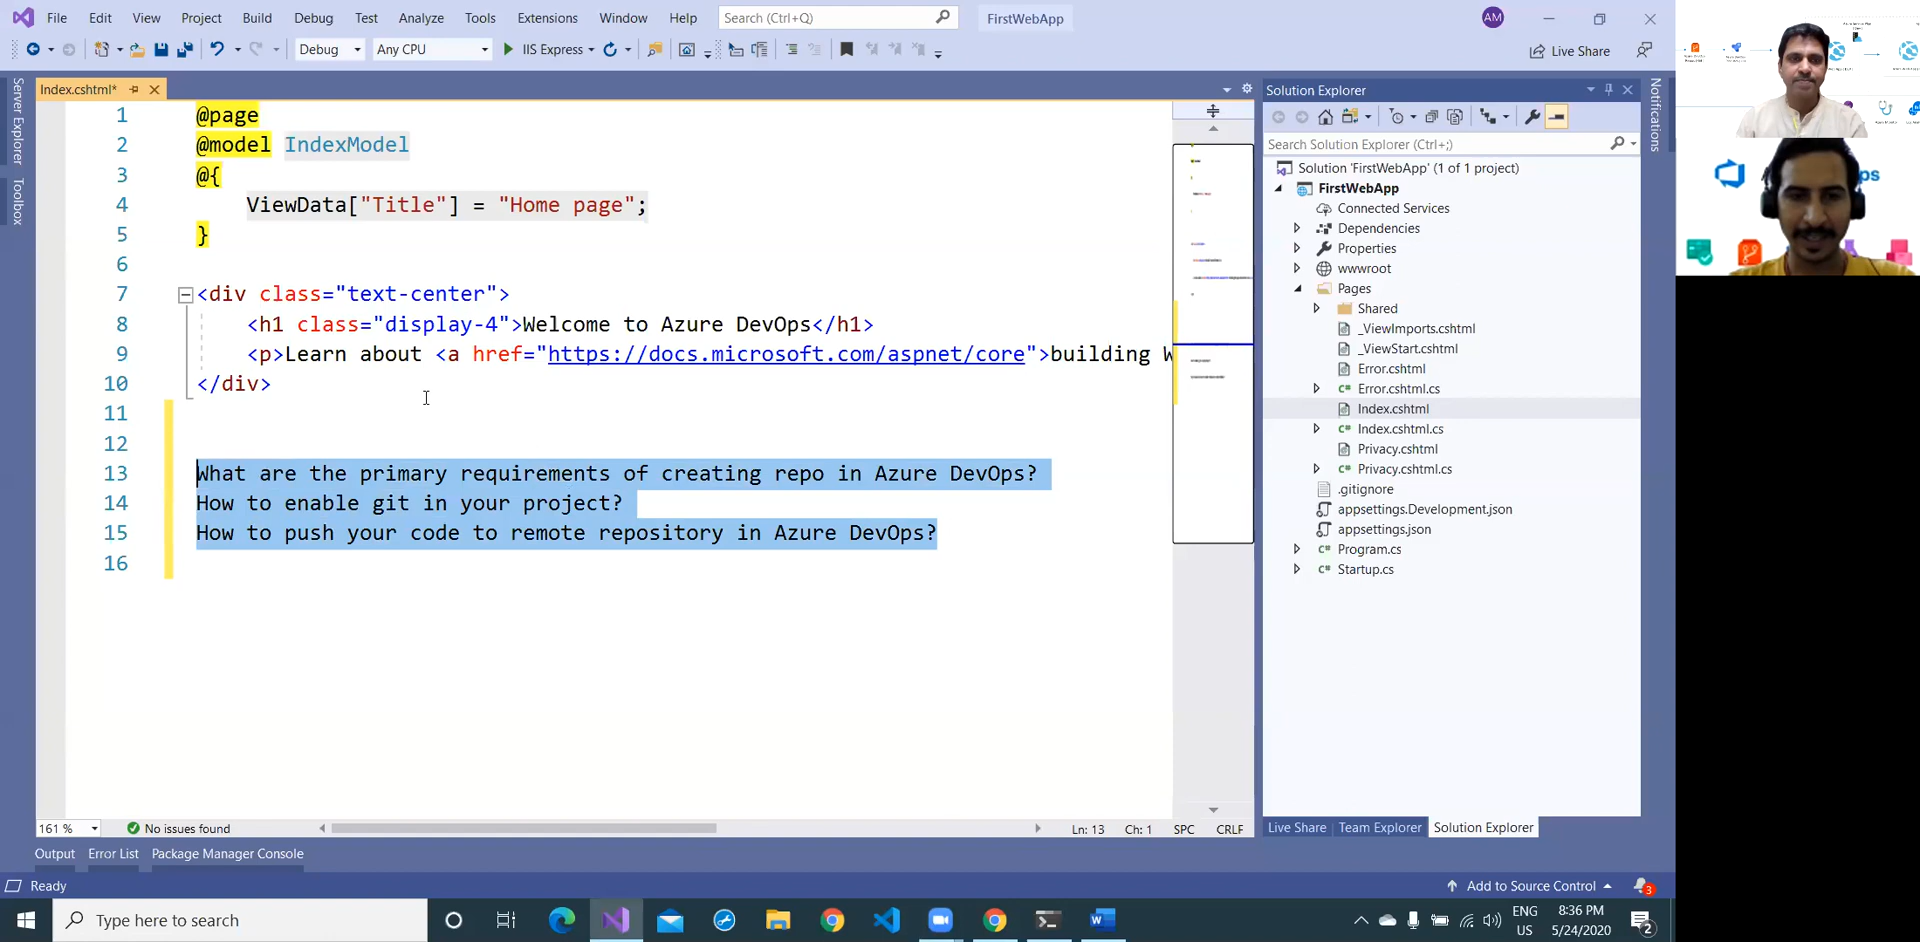 File Edit View Project Build Debug Test Analyze Tools Extensions Window Help Search (Ctrl+Q) FirstWebApp AM
Debug Any CPU IIS Express Live Share
Server Explorer
Toolbox
Index.cshtml*
1 @page
2 @model IndexModel
3 @{
4 ViewData["Title"] = "Home page";
5 }
6
7 <div class="text-center">
8 <h1 class="display-4">Welcome to Azure DevOps</h1>
9 <p>Learn about <a href="https://docs.microsoft.com/aspnet/core">building W
10 </div>
11
12
13 What are the primary requirements of creating repo in Azure DevOps?
14 How to enable git in your project?
15 How to push your code to remote repository in Azure DevOps?
16
161 % No issues found Ln: 13 Ch: 1 SPC CRLF
Solution Explorer
Search Solution Explorer (Ctrl+;)
Solution 'FirstWebApp' (1 of 1 project)
FirstWebApp
Connected Services
Dependencies
Properties
wwwroot
Pages
Shared
_ViewImports.cshtml
_ViewStart.cshtml
Error.cshtml
C# Error.cshtml.cs
Index.cshtml
C# Index.cshtml.cs
Privacy.cshtml
C# Privacy.cshtml.cs
.gitignore
appsettings.Development.json
appsettings.json
C# Program.cs
C# Startup.cs
Live Share Team Explorer Solution Explorer
Notifications
Output Error List Package Manager Console
Ready Add to Source Control 3
Type here to search
ENG
US
8:36 PM
5/24/2020
2